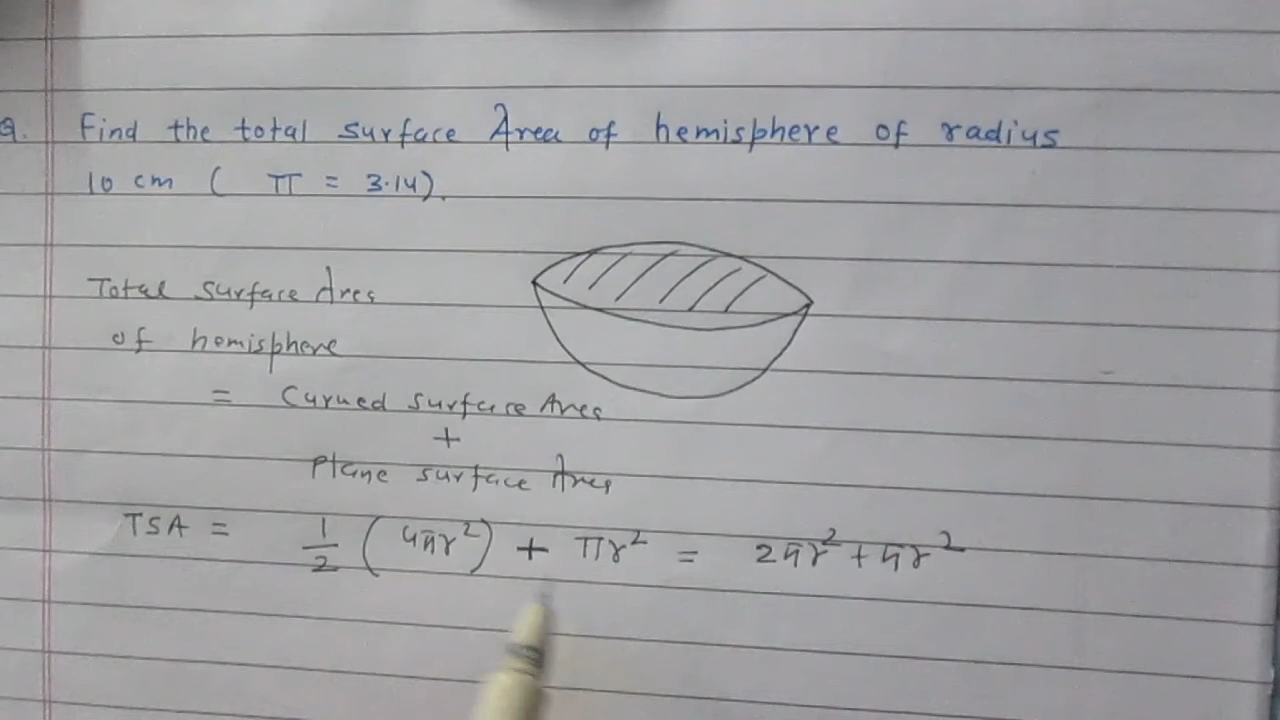 Q. Find the total surface Area of hemisphere of radius
10 cm ( π = 3.14).
Total surface Area
of hemisphere
= Curved surface Area
+
Plane surface Area
TSA = 1/2 (4πr²) + πr² = 2πr² + πr²